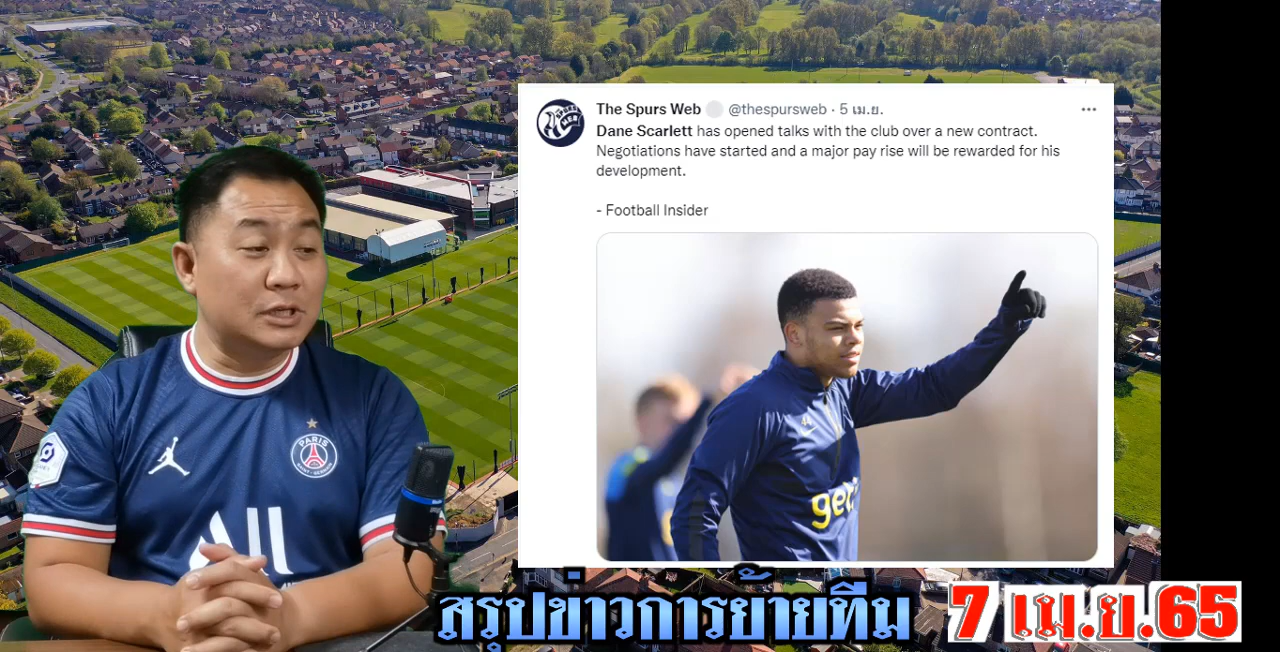 The Spurs Web @thespursweb · 5 เม.ย.
Dane Scarlett has opened talks with the club over a new contract.
Negotiations have started and a major pay rise will be rewarded for his
development.
- Football Insider
PARIS
SAINT-GERMAIN
ALL
get
สรุปข่าวการย้ายทีม 7 เม.ย.65